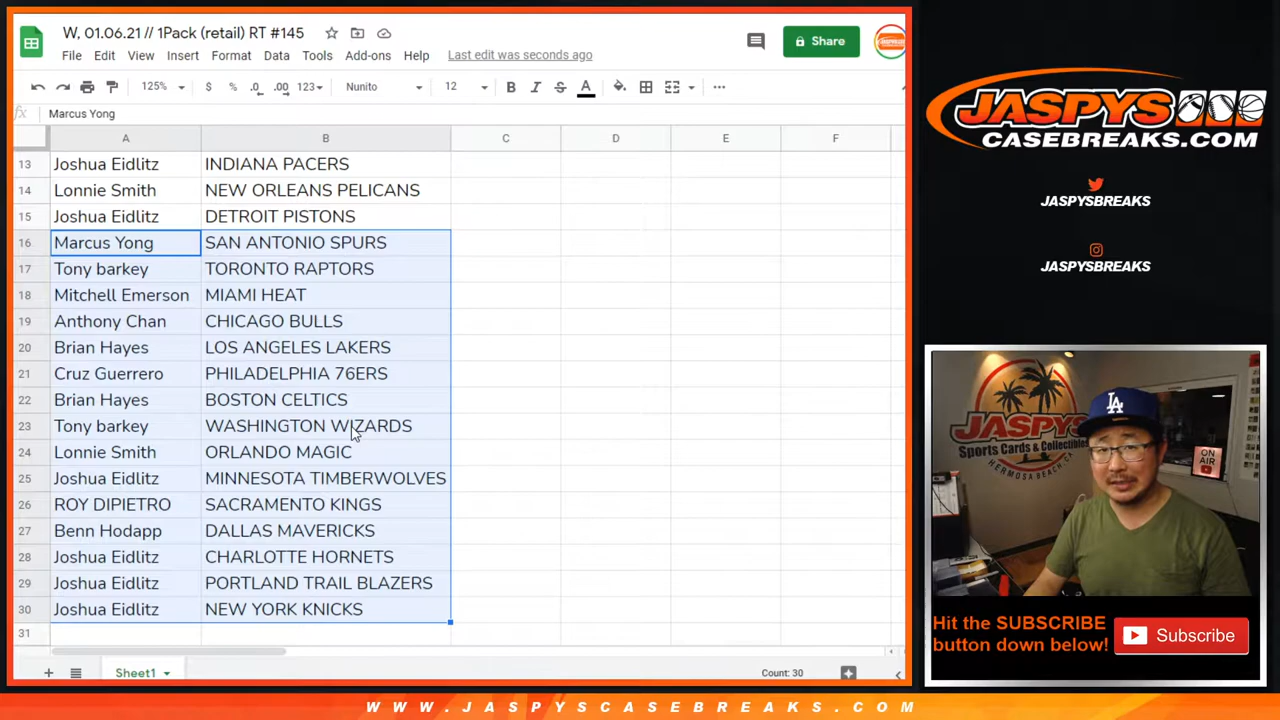 W, 01.06.21 // 1Pack (retail) RT #145
File Edit View Insert Format Data Tools Add-ons Help Last edit was seconds ago
Share
125% $ % .0 .00 123 Nunito 12 B I S A
fx Marcus Yong
A B C D E F
13 Joshua Eidlitz INDIANA PACERS
14 Lonnie Smith NEW ORLEANS PELICANS
15 Joshua Eidlitz DETROIT PISTONS
16 Marcus Yong SAN ANTONIO SPURS
17 Tony barkey TORONTO RAPTORS
18 Mitchell Emerson MIAMI HEAT
19 Anthony Chan CHICAGO BULLS
20 Brian Hayes LOS ANGELES LAKERS
21 Cruz Guerrero PHILADELPHIA 76ERS
22 Brian Hayes BOSTON CELTICS
23 Tony barkey WASHINGTON WIZARDS
24 Lonnie Smith ORLANDO MAGIC
25 Joshua Eidlitz MINNESOTA TIMBERWOLVES
26 ROY DIPIETRO SACRAMENTO KINGS
27 Benn Hodapp DALLAS MAVERICKS
28 Joshua Eidlitz CHARLOTTE HORNETS
29 Joshua Eidlitz PORTLAND TRAIL BLAZERS
30 Joshua Eidlitz NEW YORK KNICKS
31
Sheet1 Count: 30
JASPYS
CASEBREAKS.COM
JASPYSBREAKS
JASPYSBREAKS
JASPYS
Sports Cards & Collectibles
HERMOSA BEACH, CA
LA
ON
AIR
Hit the SUBSCRIBE
button down below!
Subscribe
WWW.JASPYSCASEBREAKS.COM